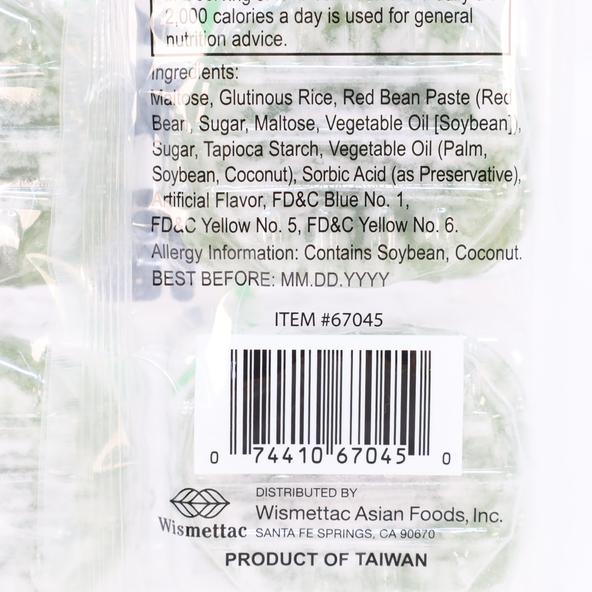 2,000 calories a day is used for general
nutrition advice.
Ingredients:
Maltose, Glutinous Rice, Red Bean Paste (Red
Bean, Sugar, Maltose, Vegetable Oil [Soybean]),
Sugar, Tapioca Starch, Vegetable Oil (Palm,
Soybean, Coconut), Sorbic Acid (as Preservative),
Artificial Flavor, FD&C Blue No. 1,
FD&C Yellow No. 5, FD&C Yellow No. 6.
Allergy Information: Contains Soybean, Coconut.
BEST BEFORE: MM.DD.YYYY
ITEM #67045
0 74410 67045 0
Wismettac
DISTRIBUTED BY
Wismettac Asian Foods, Inc.
SANTA FE SPRINGS, CA 90670
PRODUCT OF TAIWAN